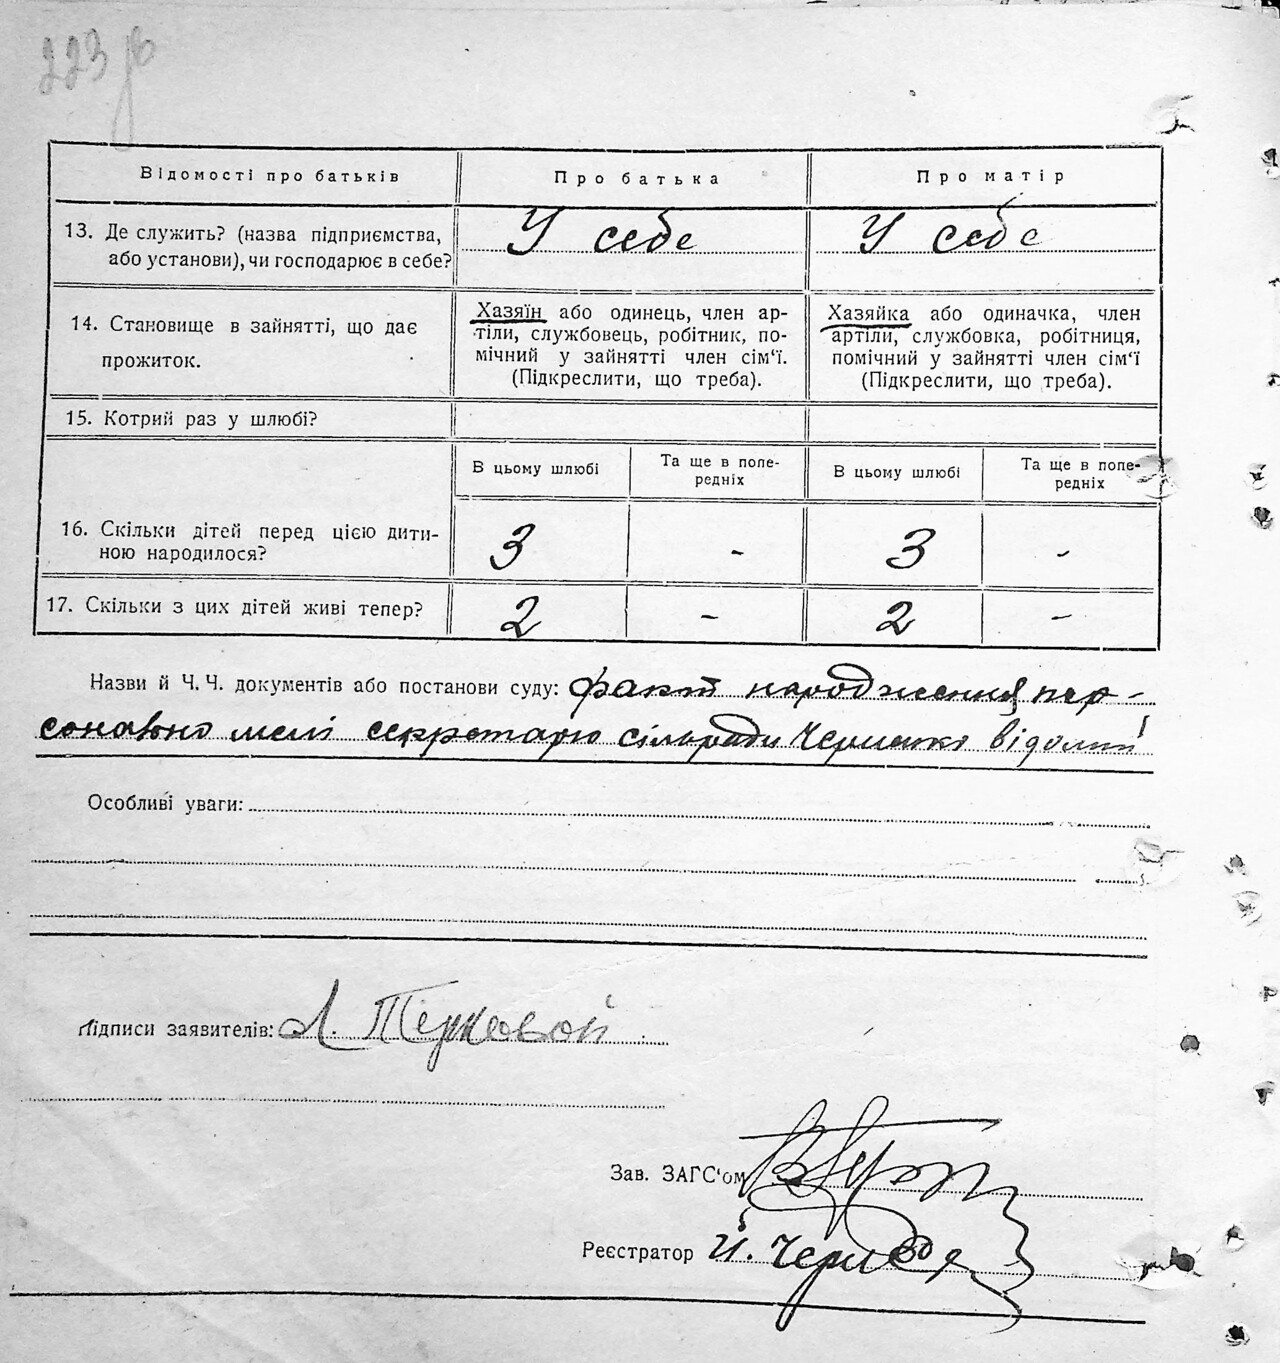 223
Відомості про батьків
Про батька
Про матір
13. Де служить? (назва підприємства,
або установи), чи господарює в себе?
У себе
У себе
14. Становище в зайнятті, що дає
прожиток.
Хазяїн або одинець, член ар-
тіли, службовець, робітник, по-
мічний у зайнятті член сім‘ї.
(Підкреслити, що треба).
Хазяйка або одиначка, член
артіли, службовка, робітниця,
помічний у зайнятті член сім‘ї
(Підкреслити, що треба).
15. Котрий раз у шлюбі?
В цьому шлюбі
Та ще в попе-
редніх
В цьому шлюбі
Та ще в попе-
редніх
16. Скільки дітей перед цією дити-
ною народилося?
3
-
3
-
17. Скільки з цих дітей живі тепер?
2
-
2
-
Назви й Ч. Ч. документів або постанови суду: факт народження пер-
сонально мені секретарю сільради відомий
Особливі уваги:
Підписи заявителів: Л.
Зав. ЗАГС‘ом
Реєстратор Й.